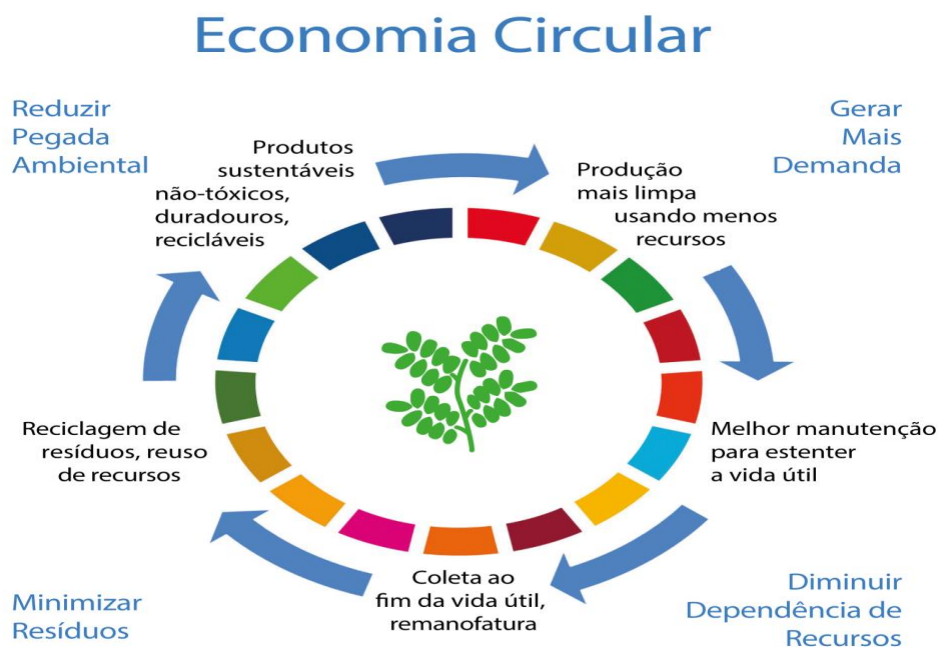 Economia Circular
Reduzir
Pegada
Ambiental
Gerar
Mais
Demanda
Produtos
sustentáveis
não-tóxicos,
duradouros,
recicláveis
Produção
mais limpa
usando menos
recursos
Melhor manutenção
para estenter
a vida útil
Coleta ao
fim da vida útil,
remanofatura
Reciclagem de
resíduos, reuso
de recursos
Minimizar
Resíduos
Diminuir
Dependência de
Recursos